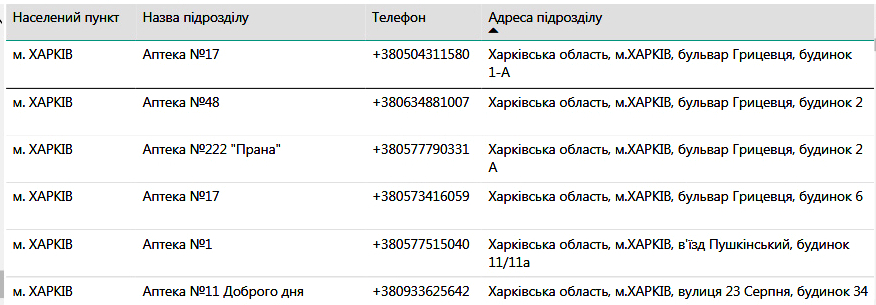 Населений пункт Назва підрозділу Телефон Адреса підрозділу
м. ХАРКІВ Аптека №17 +380504311580 Харківська область, м.ХАРКІВ, бульвар Грицевця, будинок
1-А
м. ХАРКІВ Аптека №48 +380634881007 Харківська область, м.ХАРКІВ, бульвар Грицевця, будинок 2
м. ХАРКІВ Аптека №222 "Прана" +380577790331 Харківська область, м.ХАРКІВ, бульвар Грицевця, будинок 2
А
м. ХАРКІВ Аптека №17 +380573416059 Харківська область, м.ХАРКІВ, бульвар Грицевця, будинок 6
м. ХАРКІВ Аптека №1 +380577515040 Харківська область, м.ХАРКІВ, в'їзд Пушкінський, будинок
11/11а
м. ХАРКІВ Аптека №11 Доброго дня +380933625642 Харківська область, м.ХАРКІВ, вулиця 23 Серпня, будинок 34